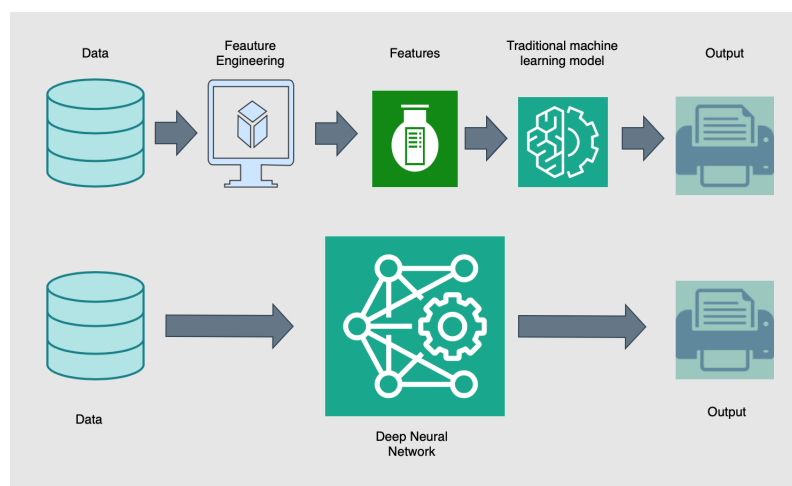 Data
Feauture
Engineering
Features
Traditional machine
learning model
Output
Data
Deep Neural
Network
Output